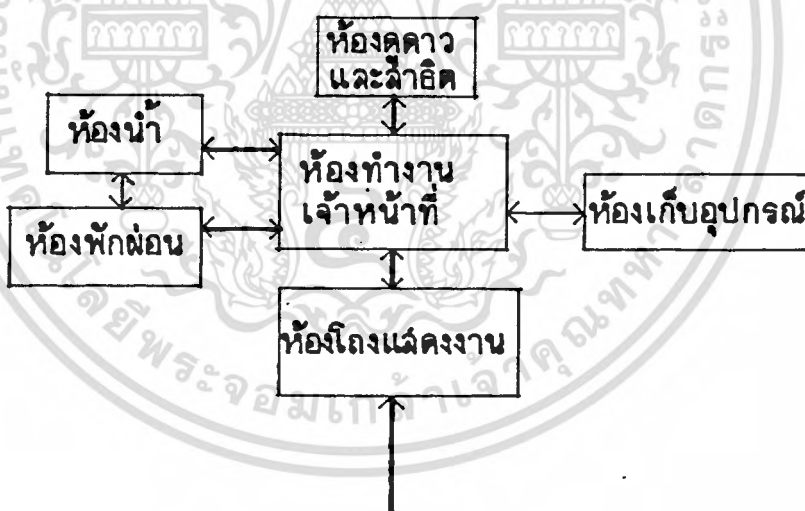 ห้องดูดาว
และสาธิต
ห้องน้ำ
ห้องทำงาน
เจ้าหน้าที่
ห้องเก็บอุปกรณ์
ห้องพักผ่อน
ห้องโถงแสดงงาน